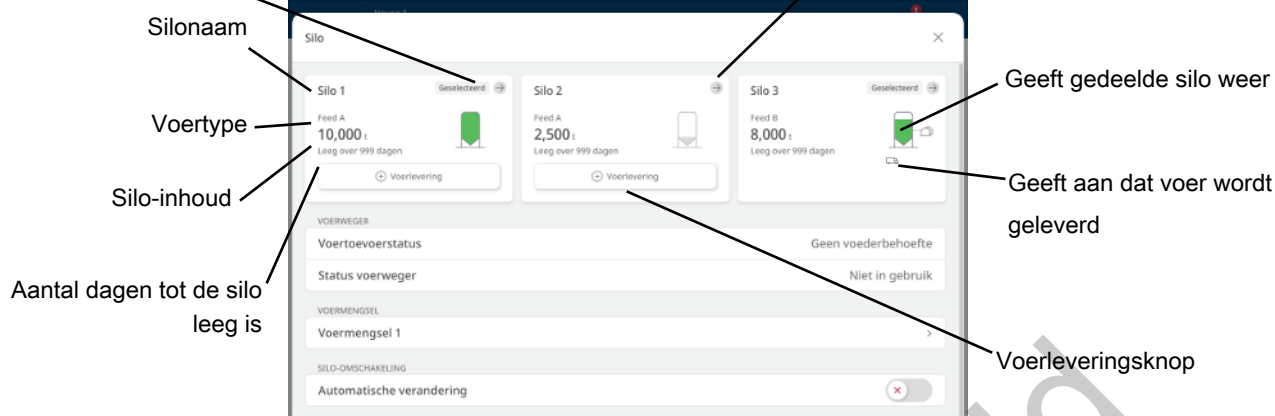 House 1
1
Silo
Silonaam
Voertype
Silo-inhoud
Aantal dagen tot de silo
leeg is
Silo 1
Geselecteerd
Feed A
10,000 t
Leeg over 999 dagen
Voerlevering
Silo 2
Feed A
2,500 t
Leeg over 999 dagen
Voerlevering
Silo 3
Geselecteerd
Feed B
8,000 t
Leeg over 999 dagen
Geeft gedeelde silo weer
Geeft aan dat voer wordt
geleverd
Voerleveringsknop
VOERWEGER
Voertoevoerstatus Geen voederbehoefte
Status voerweger Niet in gebruik
VOERMENGSEL
Voermengsel 1
SILO-OMSCHAKELING
Automatische verandering